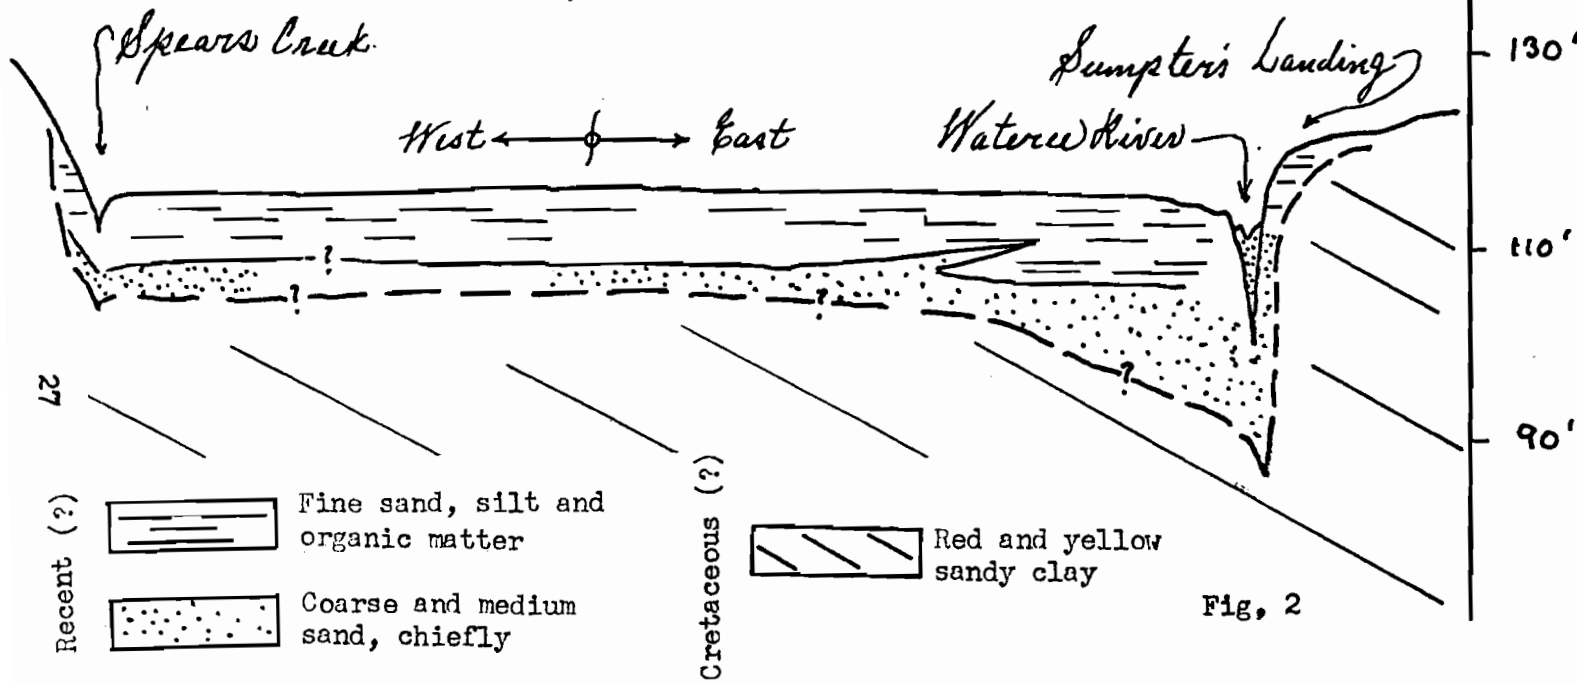 Spears Creek
Sumpter's Landing
130'
West
East
Wateree River
110'
?
?
?
?
90'
27
Recent (?)
Fine sand, silt and
organic matter
Coarse and medium
sand, chiefly
Cretaceous (?)
Red and yellow
sandy clay
Fig, 2